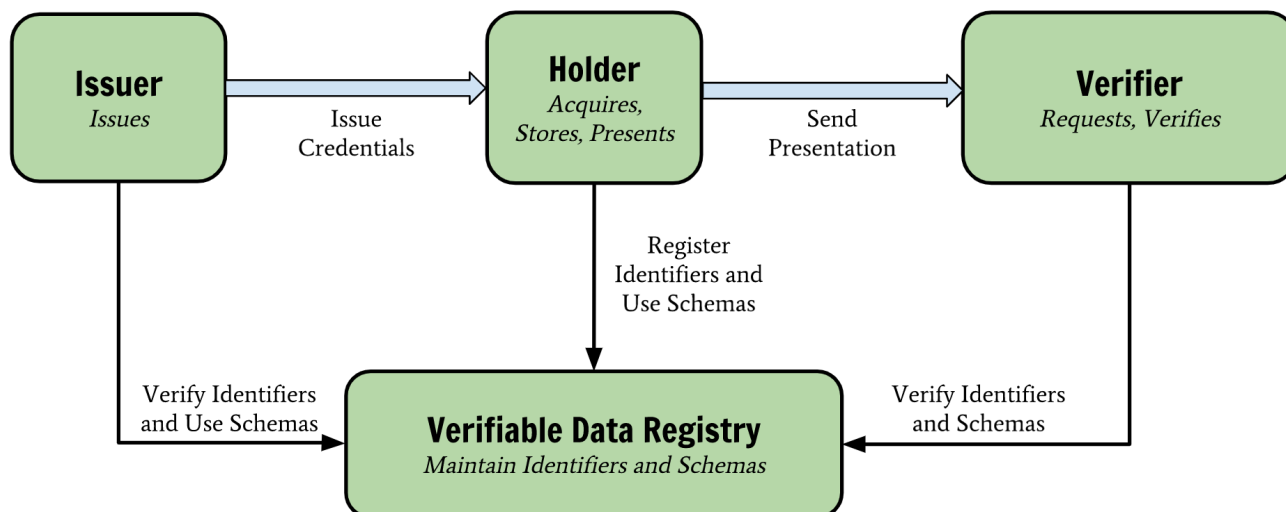 Issuer
Issues
Issue
Credentials
Holder
Acquires,
Stores, Presents
Send
Presentation
Verifier
Requests, Verifies
Register
Identifiers and
Use Schemas
Verify Identifiers
and Use Schemas
Verifiable Data Registry
Maintain Identifiers and Schemas
Verify Identifiers
and Schemas